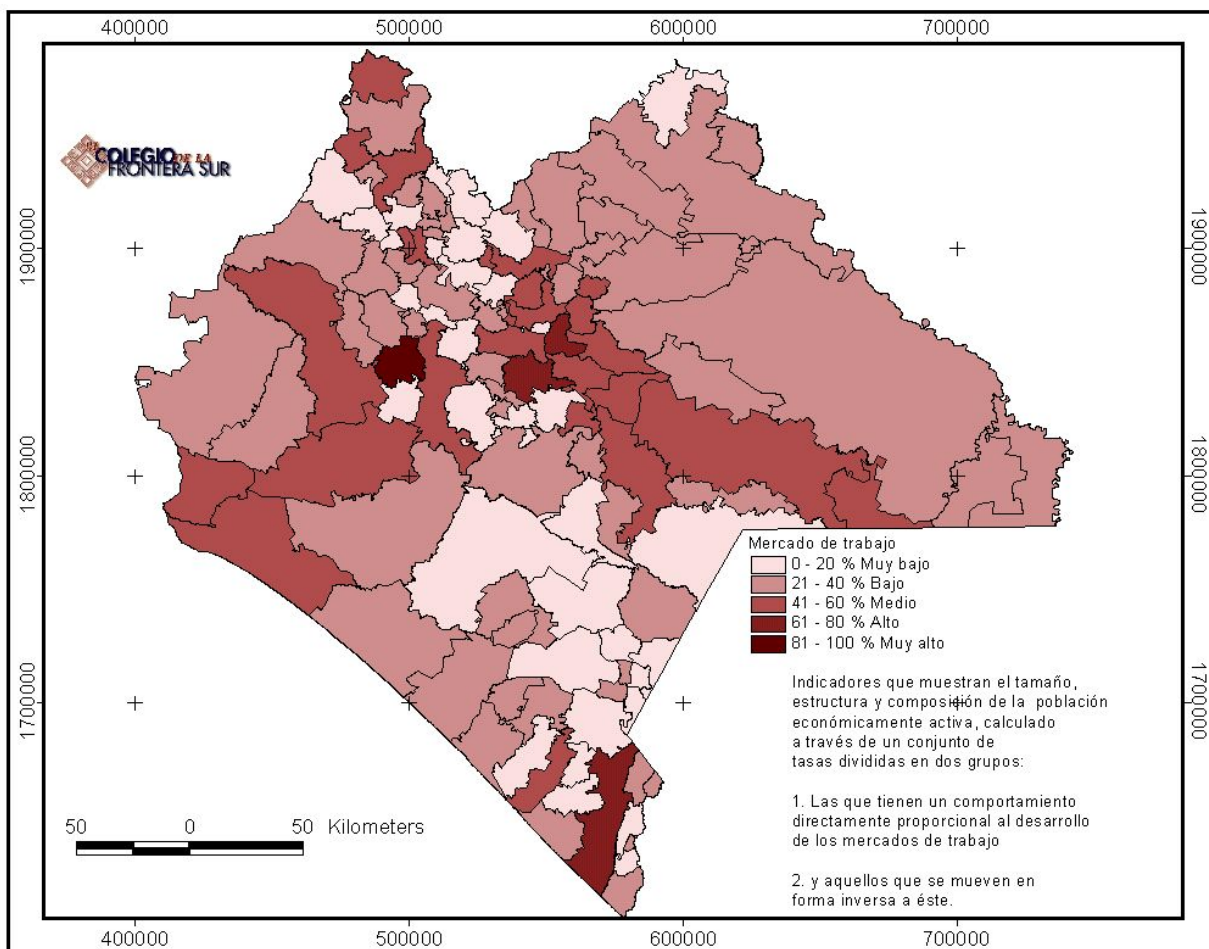 400000 500000 600000 700000
EL
COLEGIO DE LA
FRONTERA SUR
1900000 1900000
1800000 1800000
Mercado de trabajo
0 - 20 % Muy bajo
21 - 40 % Bajo
41 - 60 % Medio
61 - 80 % Alto
81 - 100 % Muy alto
Indicadores que muestran el tamaño,
estructura y composición de la población
económicamente activa, calculado
a través de un conjunto de
tasas divididas en dos grupos:
1. Las que tienen un comportamiento
directamente proporcional al desarrollo
de los mercados de trabajo
2. y aquellos que se mueven en
forma inversa a éste.
1700000 1700000
50 0 50 Kilometers
400000 500000 600000 700000